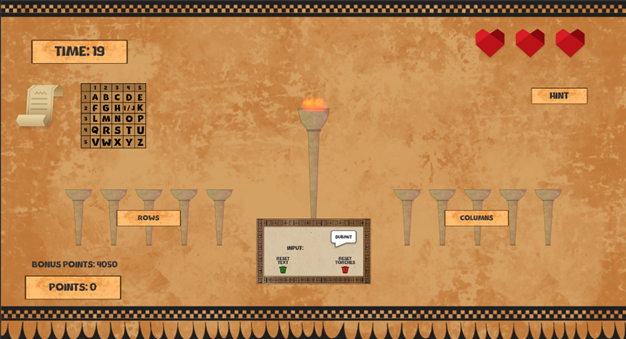 TIME: 19
HINT
1 2 3 4 5
1 A B C D E
2 F G H I/J K
3 L M N O P
4 Q R S T U
5 V W X Y Z
ROWS
COLUMNS
SUBMIT
INPUT:
RESET TEXT
RESET TORCHES
BONUS POINTS: 4050
POINTS: 0